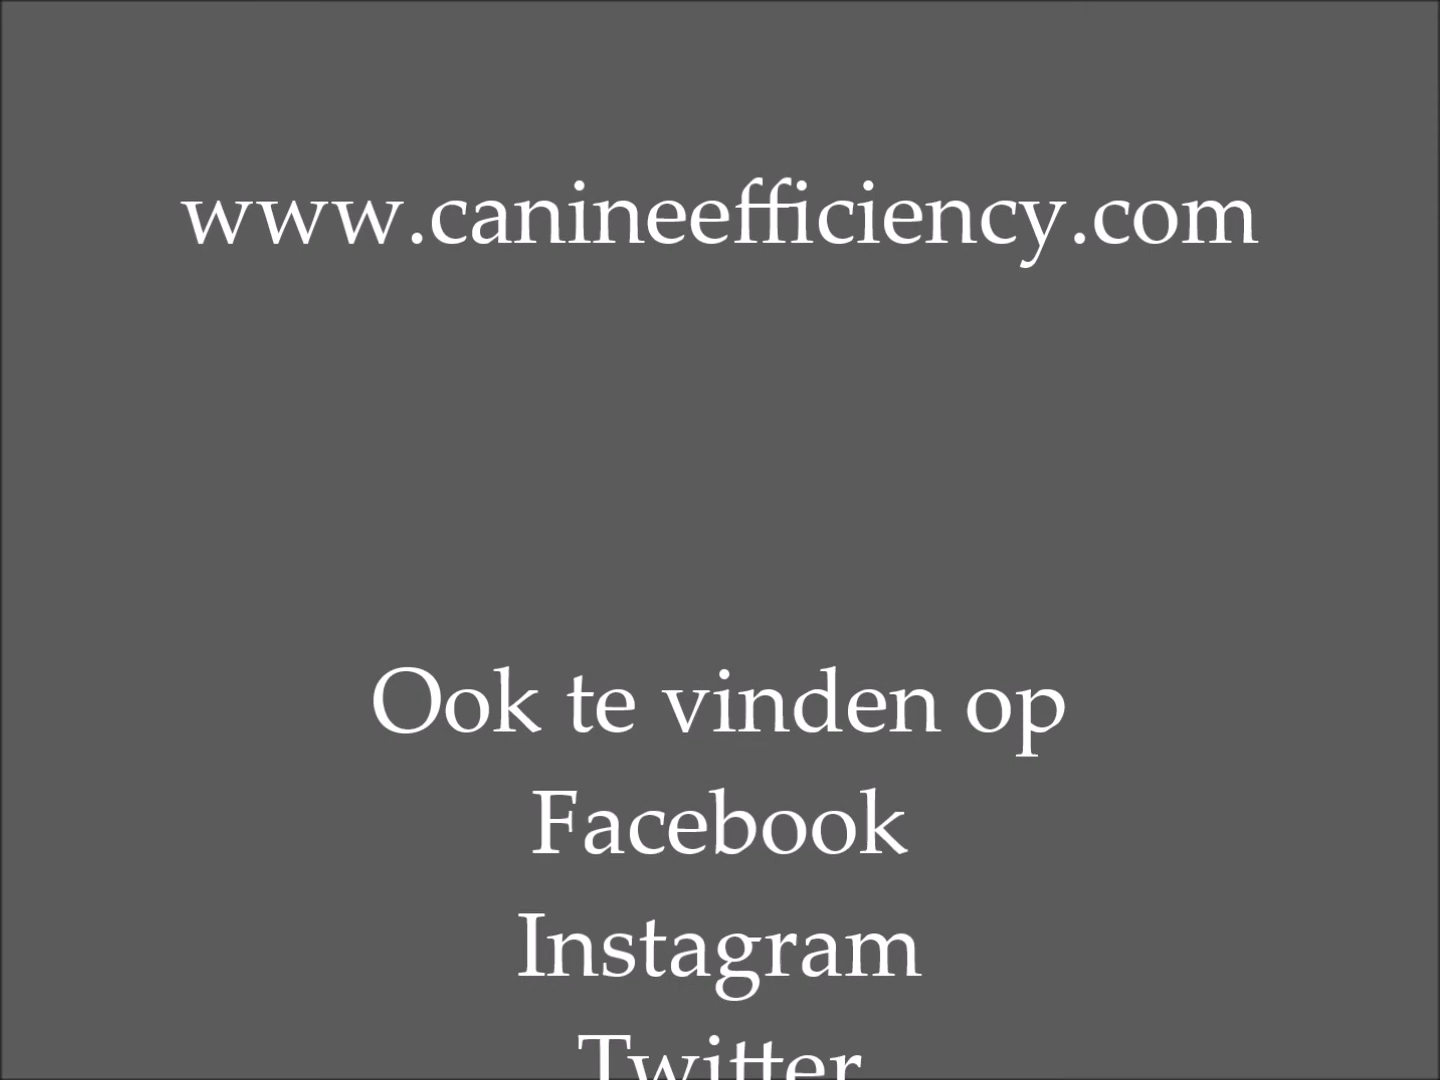 www.canineefficiency.com
Ook te vinden op
Facebook
Instagram
Twitter